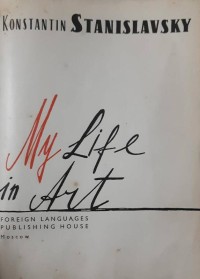 KONSTANTIN STANISLAVSKY
My Life
in Art
FOREIGN LANGUAGES
PUBLISHING HOUSE
Moscow